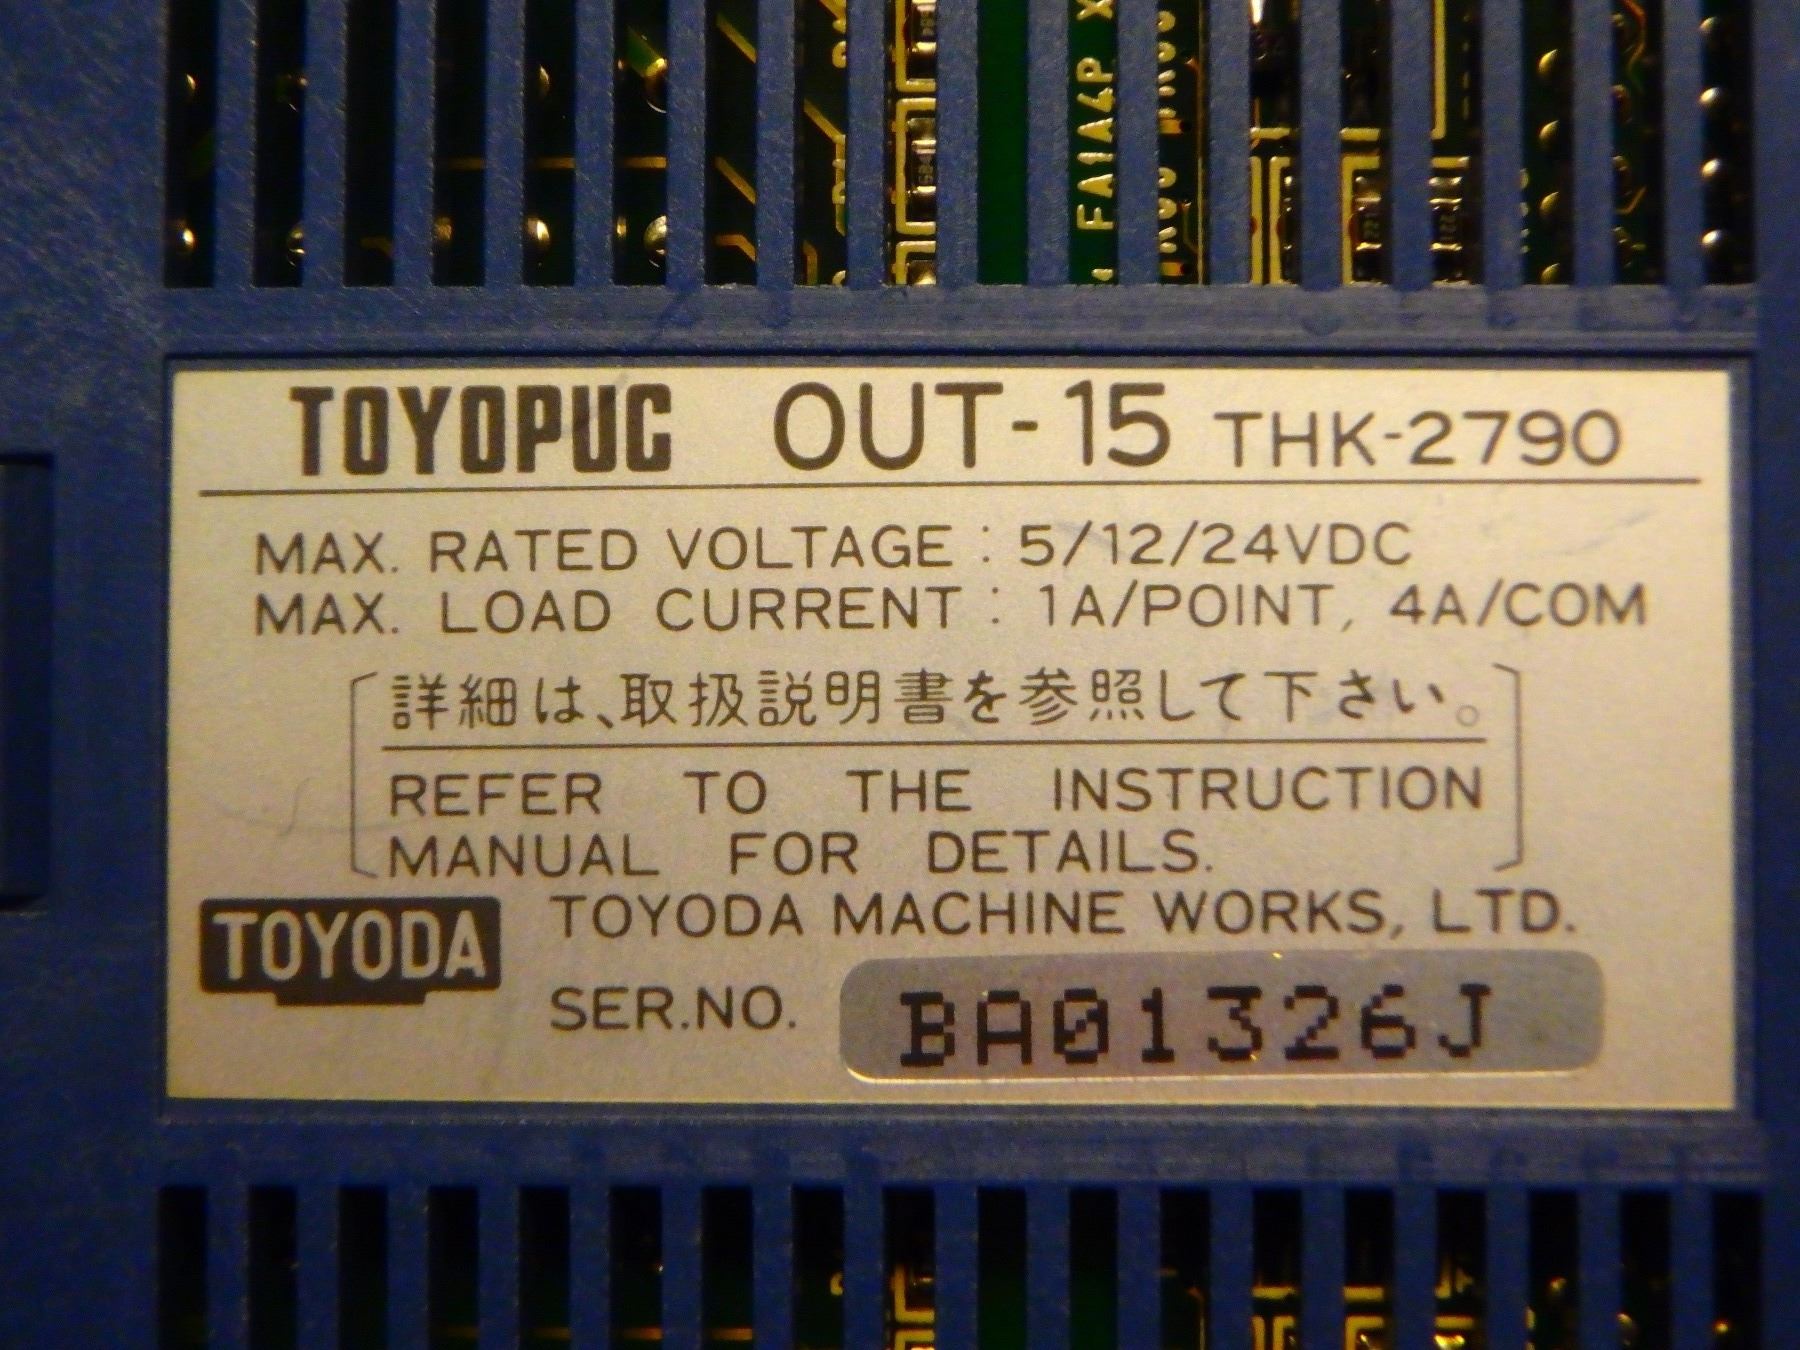 FA1A4P X
TOYOPUC OUT-15 THK-2790
MAX. RATED VOLTAGE : 5/12/24VDC
MAX. LOAD CURRENT : 1A/POINT, 4A/COM
詳細は、取扱説明書を参照して下さい。
REFER TO THE INSTRUCTION
MANUAL FOR DETAILS.
TOYODA TOYODA MACHINE WORKS, LTD.
SER.NO. BA01326J